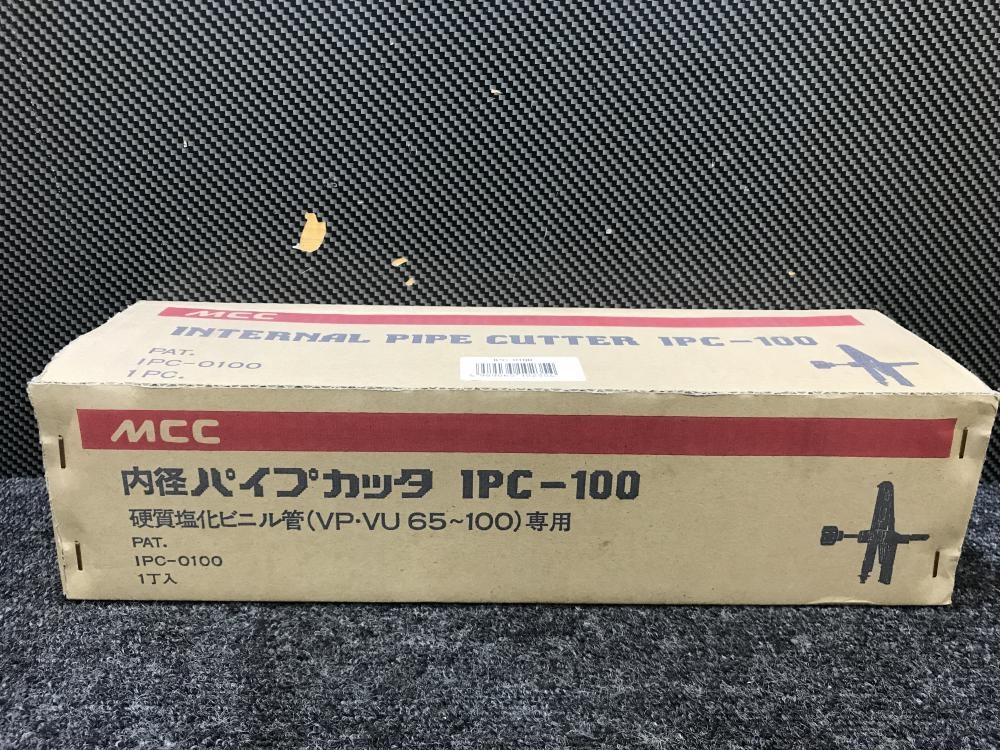 MCC
INTERNAL PIPE CUTTER IPC-100
PAT.
IPC-0100
1 PC.
MCC
内径パイプカッタ IPC-100
硬質塩化ビニル管(VP・VU 65~100)専用
PAT.
IPC-0100
1丁入